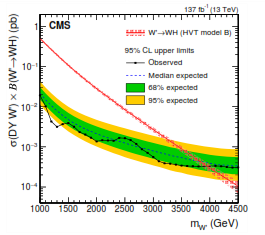 137 fb⁻¹ (13 TeV)
CMS
W'→WH (HVT model B)
95% CL upper limits
Observed
Median expected
68% expected
95% expected
σ(DY W') × B(W'→WH) (pb)
1
10⁻¹
10⁻²
10⁻³
10⁻⁴
1000 1500 2000 2500 3000 3500 4000 4500
m_W' (GeV)